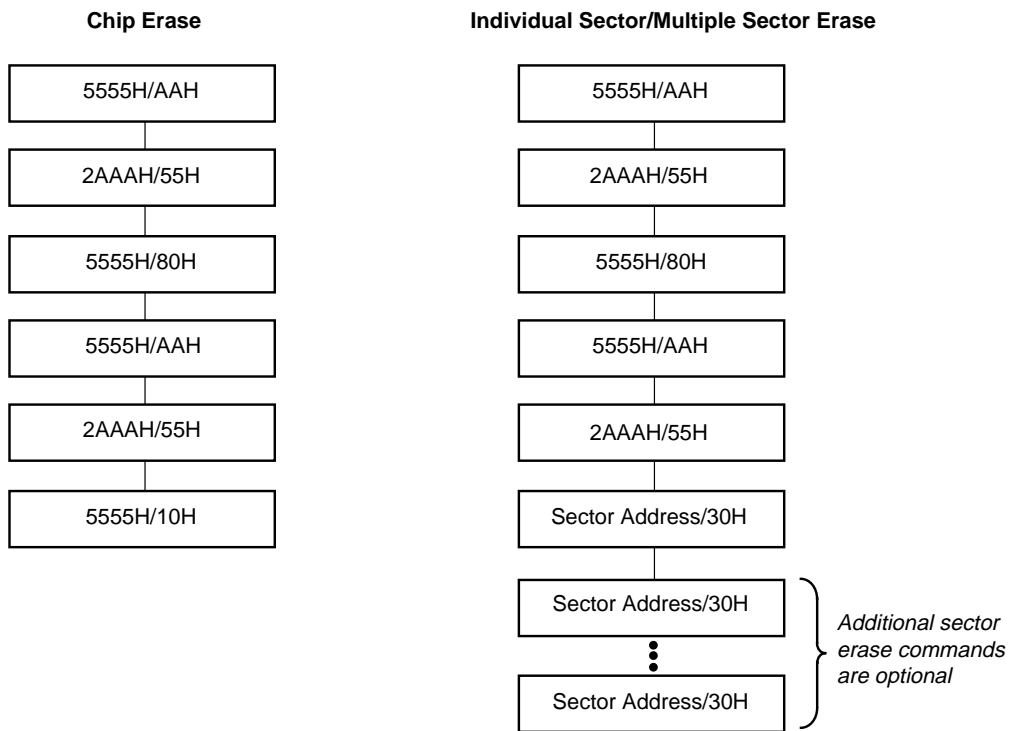 Chip Erase
5555H/AAH
2AAAH/55H
5555H/80H
5555H/AAH
2AAAH/55H
5555H/10H
Individual Sector/Multiple Sector Erase
5555H/AAH
2AAAH/55H
5555H/80H
5555H/AAH
2AAAH/55H
Sector Address/30H
Sector Address/30H
Sector Address/30H
Additional sector
erase commands
are optional